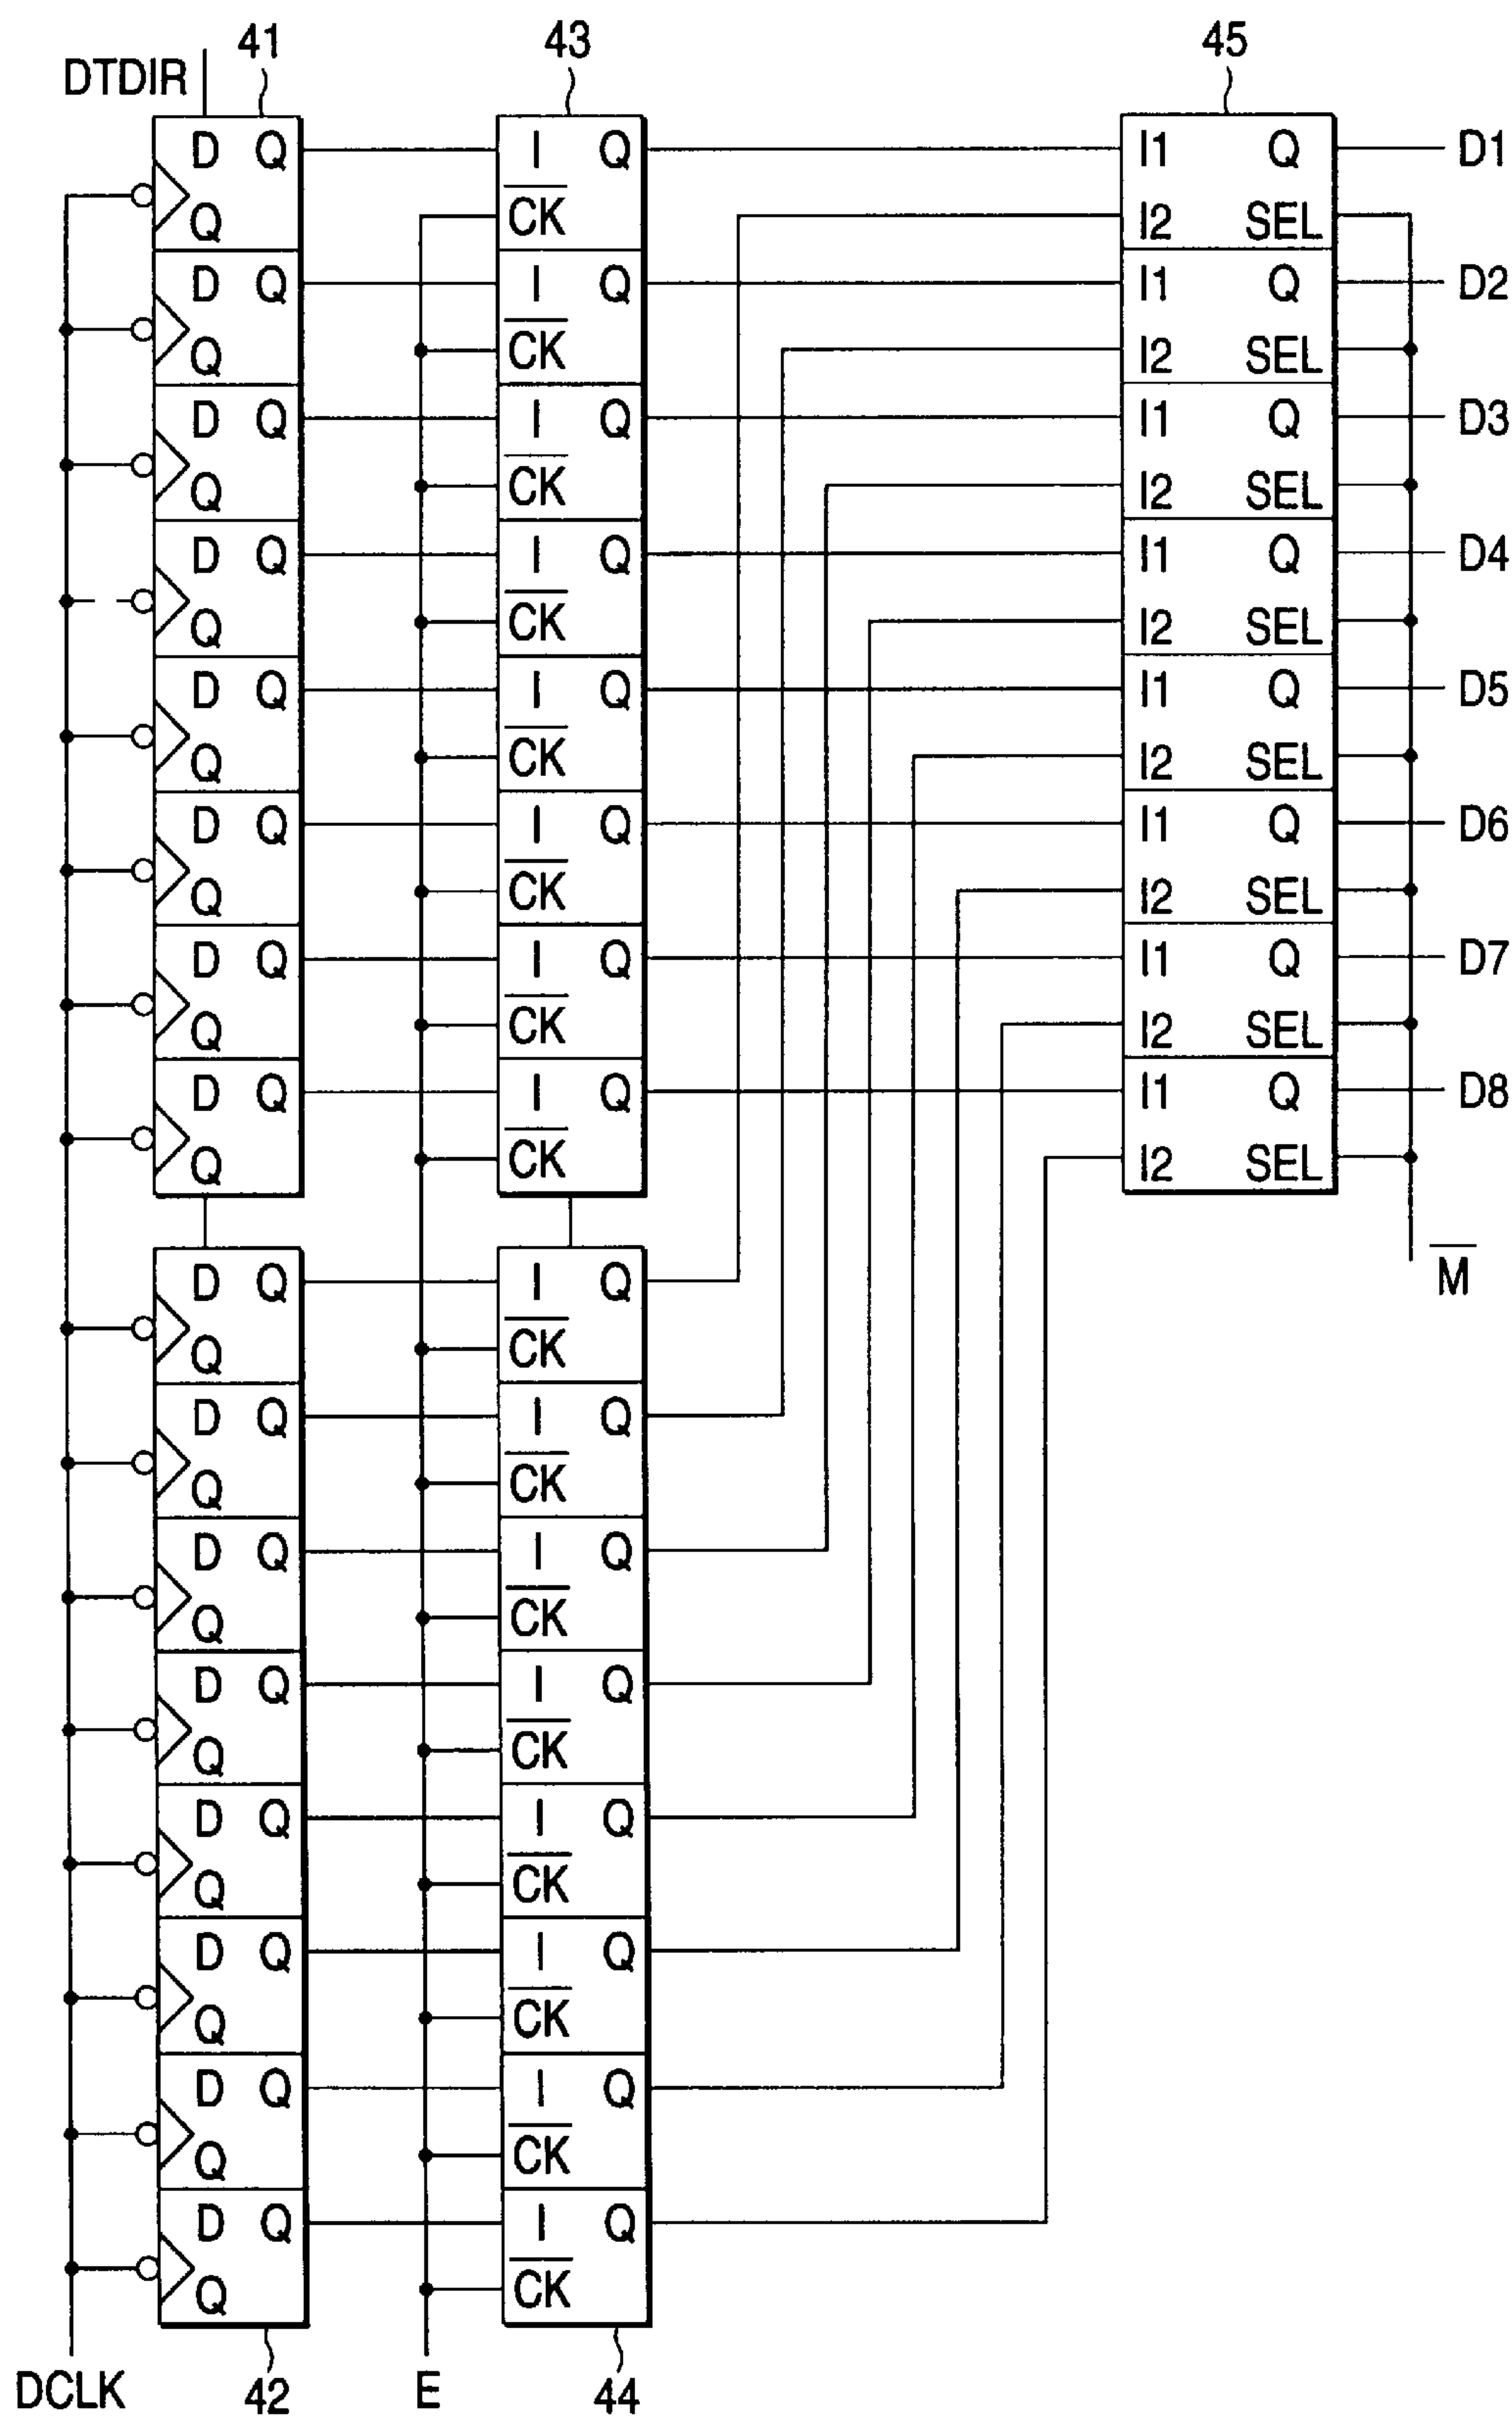 41 43 45
DTDIR
D Q I Q I1 Q D1
Q CK I2 SEL
D Q I Q I1 Q D2
Q CK I2 SEL
D Q I Q I1 Q D3
Q CK I2 SEL
D Q I Q I1 Q D4
Q CK I2 SEL
D Q I Q I1 Q D5
Q CK I2 SEL
D Q I Q I1 Q D6
Q CK I2 SEL
D Q I Q I1 Q D7
Q CK I2 SEL
D Q I Q I1 Q D8
Q CK I2 SEL
M
D Q I Q
Q CK
D Q I Q
Q CK
D Q I Q
Q CK
D Q I Q
Q CK
D Q I Q
Q CK
D Q I Q
Q CK
D Q I Q
Q CK
D Q I Q
Q CK
DCLK 42 E 44